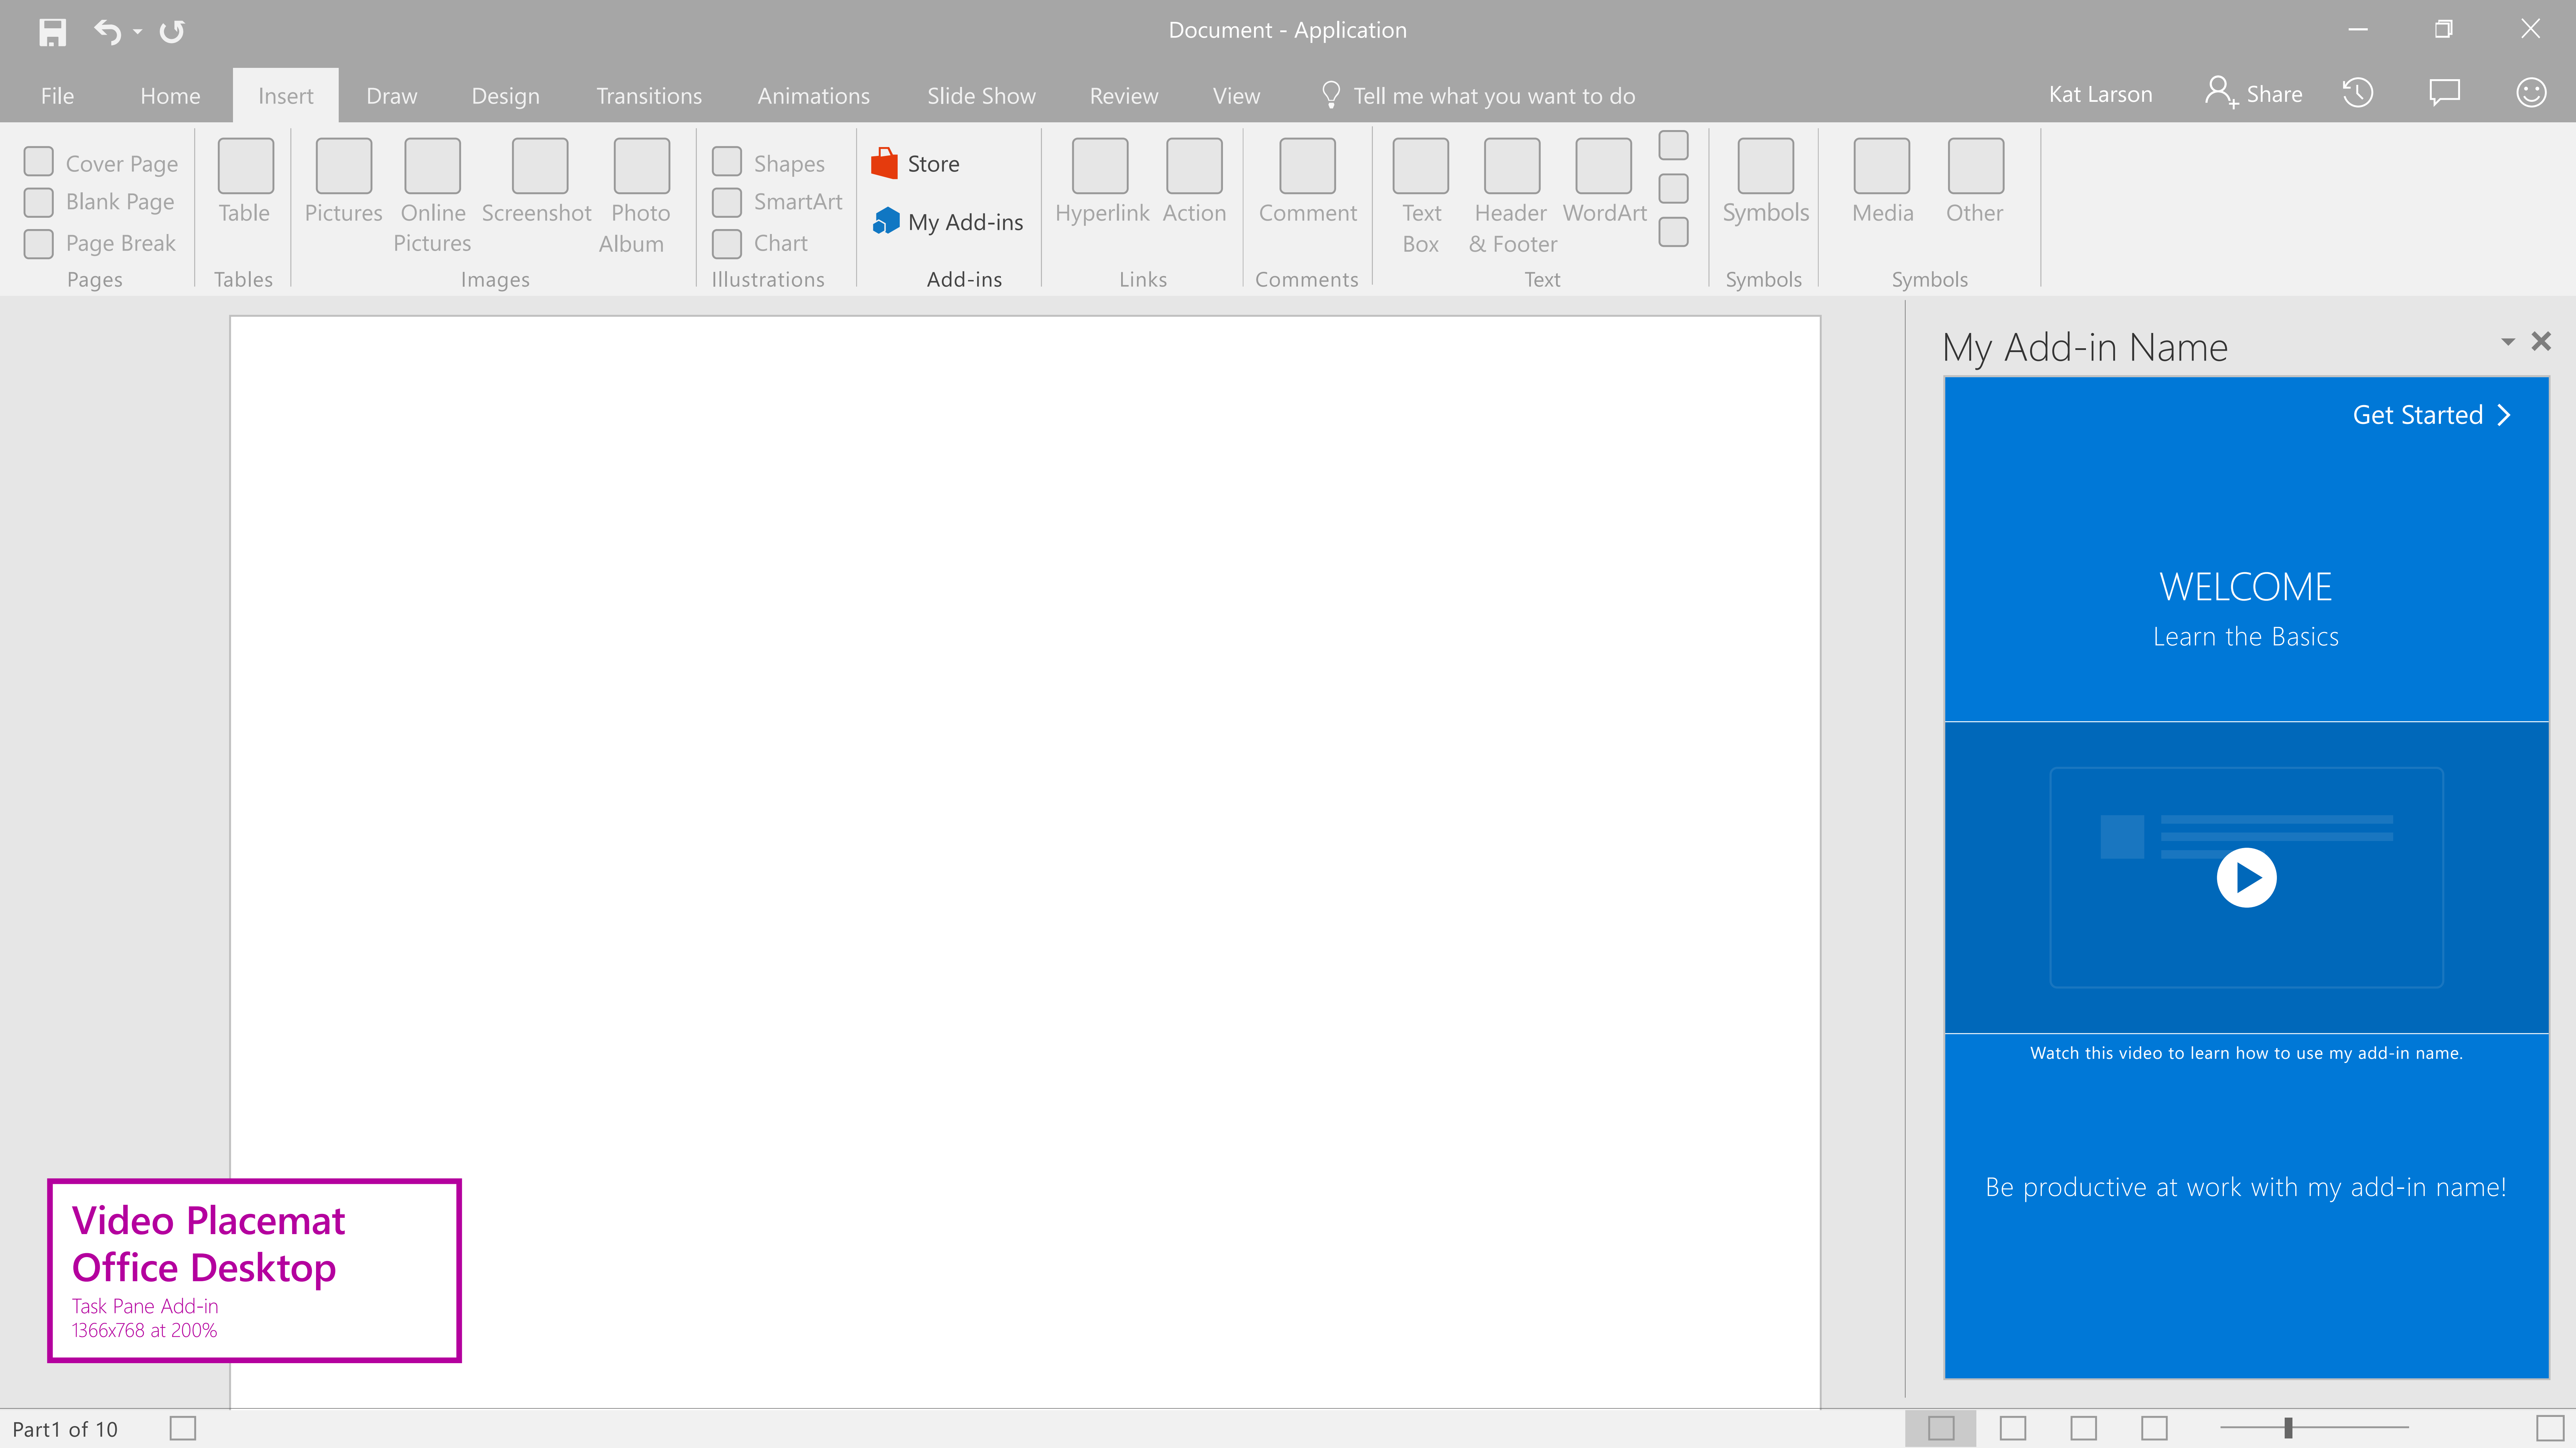 Document - Application
File Home Insert Draw Design Transitions Animations Slide Show Review View Tell me what you want to do Kat Larson Share
Cover Page
Blank Page
Page Break
Pages
Table
Tables
Pictures
Online
Pictures
Screenshot
Photo
Album
Images
Shapes
SmartArt
Chart
Illustrations
Store
My Add-ins
Add-ins
Hyperlink
Action
Links
Comment
Comments
Text
Box
Header
& Footer
WordArt
Text
Symbols
Symbols
Media
Other
Symbols
My Add-in Name
Get Started
WELCOME
Learn the Basics
Watch this video to learn how to use my add-in name.
Be productive at work with my add-in name!
Video Placemat
Office Desktop
Task Pane Add-in
1366x768 at 200%
Part1 of 10